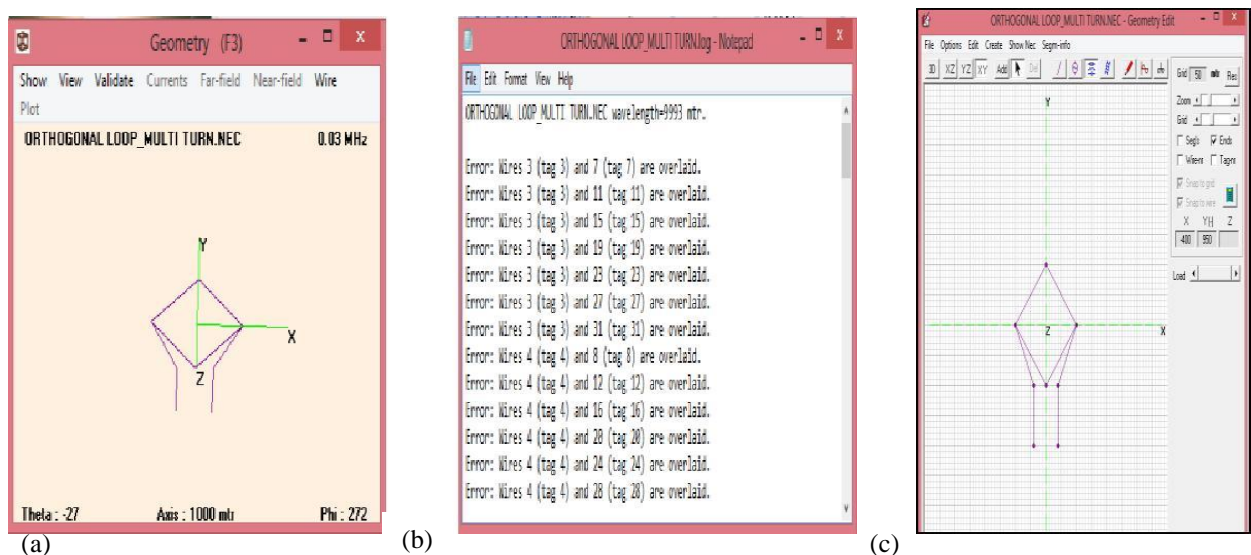 Geometry (F3)
Show View Validate Currents Far-field Near-field Wire
Plot
ORTHOGONAL LOOP_MULTI TURN.NEC 0.03 MHz
Y
X
Z
Theta : -27 Axis : 1000 mtr Phi : 272
(a)
ORTHOGONAL LOOP_MULTI TURN.log - Notepad
File Edit Format View Help
ORTHOGONAL LOOP_MULTI TURN.NEC wavelength=9993 mtr.
Error: Wires 3 (tag 3) and 7 (tag 7) are overlaid.
Error: Wires 3 (tag 3) and 11 (tag 11) are overlaid.
Error: Wires 3 (tag 3) and 15 (tag 15) are overlaid.
Error: Wires 3 (tag 3) and 19 (tag 19) are overlaid.
Error: Wires 3 (tag 3) and 23 (tag 23) are overlaid.
Error: Wires 3 (tag 3) and 27 (tag 27) are overlaid.
Error: Wires 3 (tag 3) and 31 (tag 31) are overlaid.
Error: Wires 4 (tag 4) and 8 (tag 8) are overlaid.
Error: Wires 4 (tag 4) and 12 (tag 12) are overlaid.
Error: Wires 4 (tag 4) and 16 (tag 16) are overlaid.
Error: Wires 4 (tag 4) and 20 (tag 20) are overlaid.
Error: Wires 4 (tag 4) and 24 (tag 24) are overlaid.
Error: Wires 4 (tag 4) and 28 (tag 28) are overlaid.
(b)
ORTHOGONAL LOOP_MULTI TURN.NEC - Geometry Edit
File Options Edit Create Show Nec Segm-info
3D XZ YZ XY Add Del
Grid 50 mtr Res
Zoom
Grid
Seg's Ends
Wire-nr Tag-nr
Snap to grid
Snap to wire
X YH Z
-400 950
Load
Y
Z
X
(c)